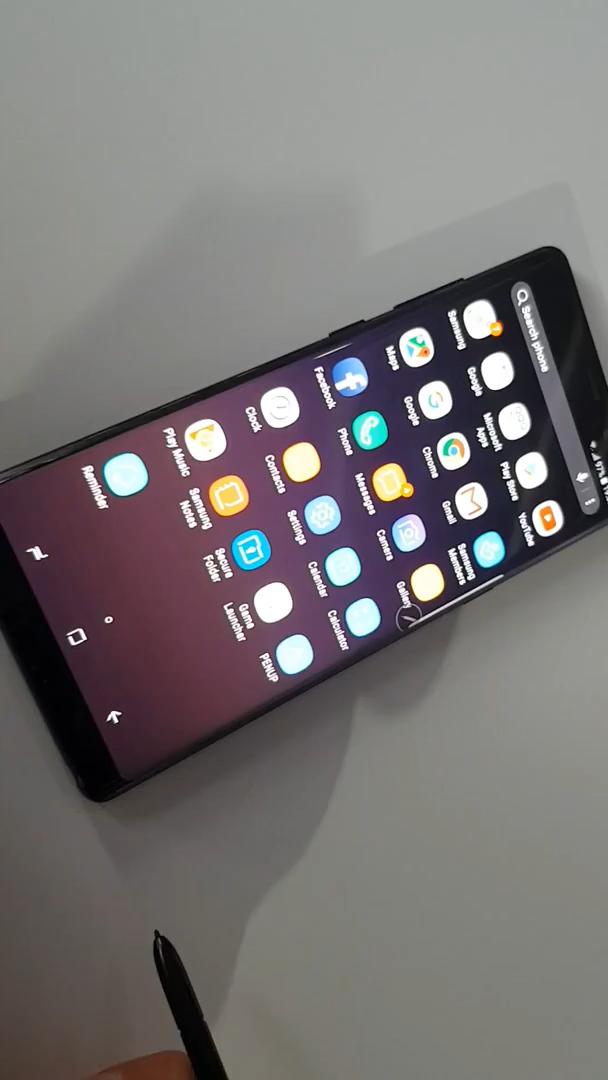 Search phone
Samsung
Google
Microsoft
Apps
Play Store
YouTube
Maps
Google
Chrome
Gmail
Samsung
Members
Facebook
Phone
Messages
Camera
Gallery
Clock
Contacts
Settings
Calendar
Calculator
Play Music
Samsung
Notes
Secure
Folder
Game
Launcher
PENUP
Reminder